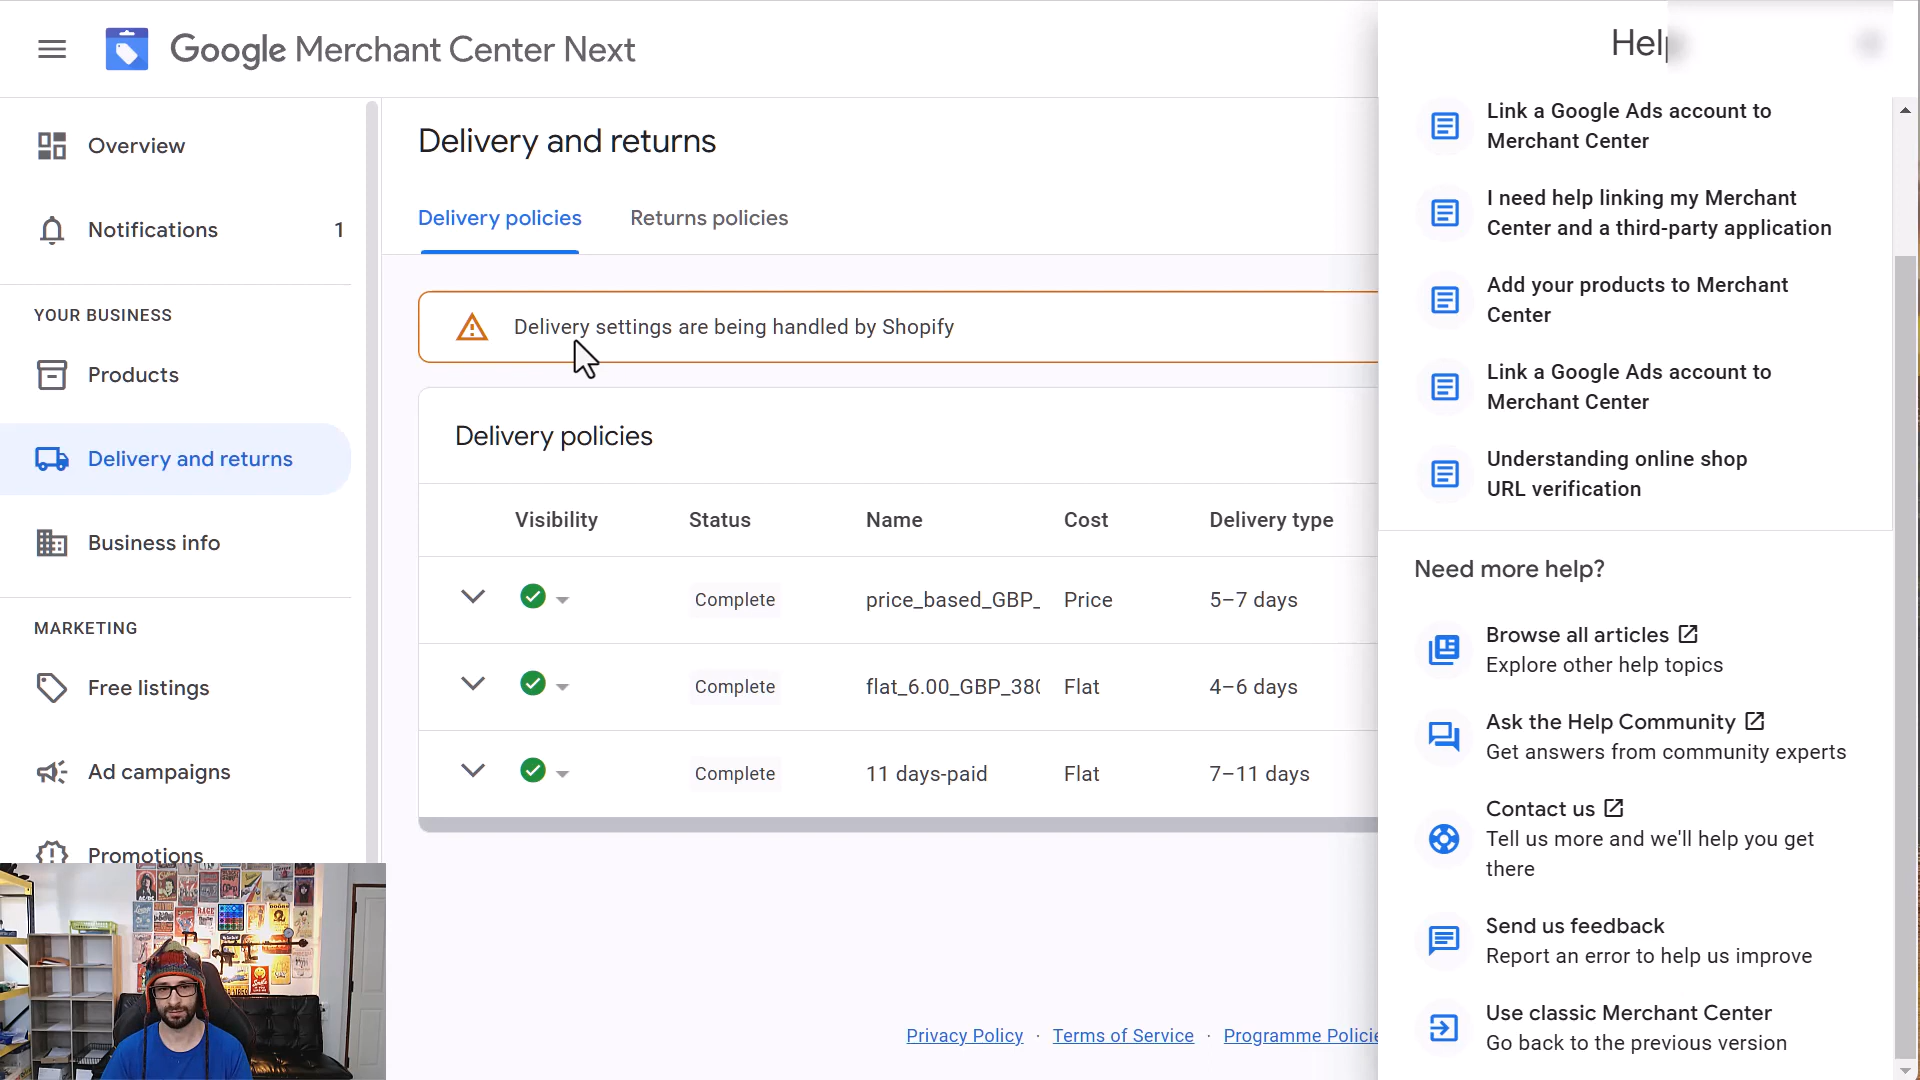 Google Merchant Center Next
Overview
Notifications 1
YOUR BUSINESS
Products
Delivery and returns
Business info
MARKETING
Free listings
Ad campaigns
Promotions
Delivery and returns
Delivery policies Returns policies
Delivery settings are being handled by Shopify
Delivery policies
Visibility Status Name Cost Delivery type
Complete price_based_GBP_ Price 5–7 days
Complete flat_6.00_GBP_380 Flat 4–6 days
Complete 11 days-paid Flat 7–11 days
Privacy Policy · Terms of Service · Programme Policie
Help
Link a Google Ads account to
Merchant Center
I need help linking my Merchant
Center and a third-party application
Add your products to Merchant
Center
Link a Google Ads account to
Merchant Center
Understanding online shop
URL verification
Need more help?
Browse all articles
Explore other help topics
Ask the Help Community
Get answers from community experts
Contact us
Tell us more and we'll help you get
there
Send us feedback
Report an error to help us improve
Use classic Merchant Center
Go back to the previous version